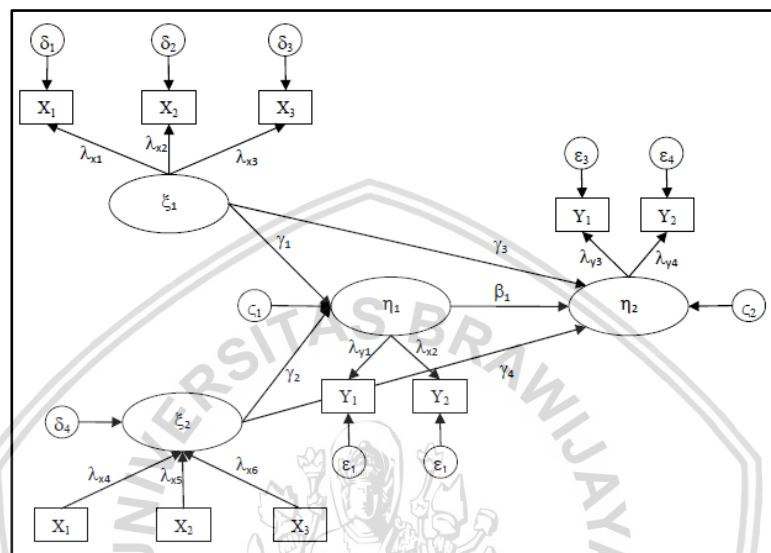 δ₁ δ₂ δ₃
X₁ X₂ X₃
λₓ₁ λₓ₂ λₓ₃
ξ₁
ε₃ ε₄
Y₁ Y₂
λy₃ λy₄
γ₁ γ₃
ς₁ η₁ β₁ η₂ ς₂
λy₁ λₓ₂
γ₂ γ₄
Y₁ Y₂
δ₄ ξ₂
ε₁ ε₁
λₓ₄ λₓ₅ λₓ₆
X₁ X₂ X₃
UNIVERSITAS BRAWIJAYA